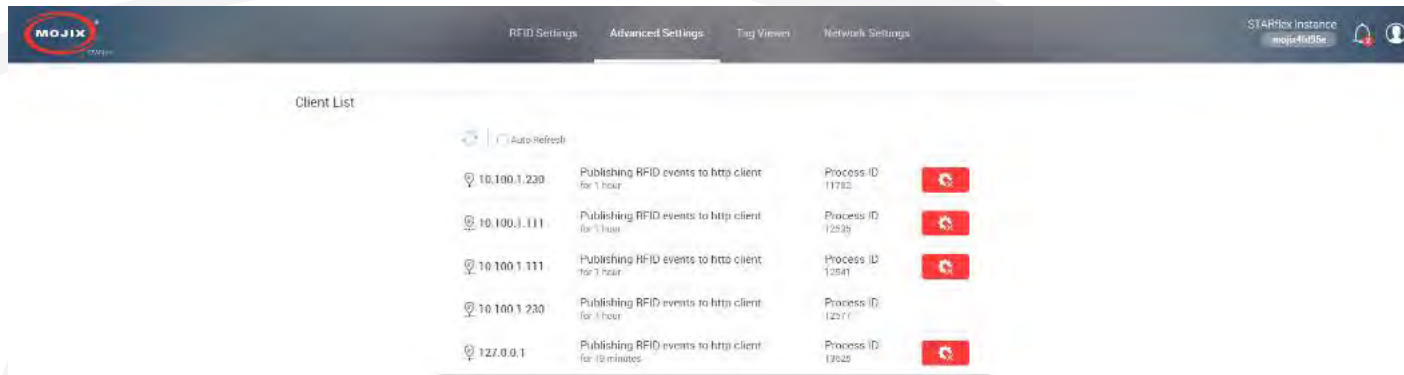 MOJIX
RFID Settings Advanced Settings Tag Viewer Network Settings
STARflex Instance
Client List
Auto Refresh
10.100.1.230 Publishing RFID events to http client Process ID
for 1 hour 11782
10.100.1.111 Publishing RFID events to http client Process ID
for 1 hour 12535
10.100.1.111 Publishing RFID events to http client Process ID
for 1 hour 12541
10.100.1.230 Publishing RFID events to http client Process ID
for 1 hour 12577
127.0.0.1 Publishing RFID events to http client Process ID
for 19 minutes